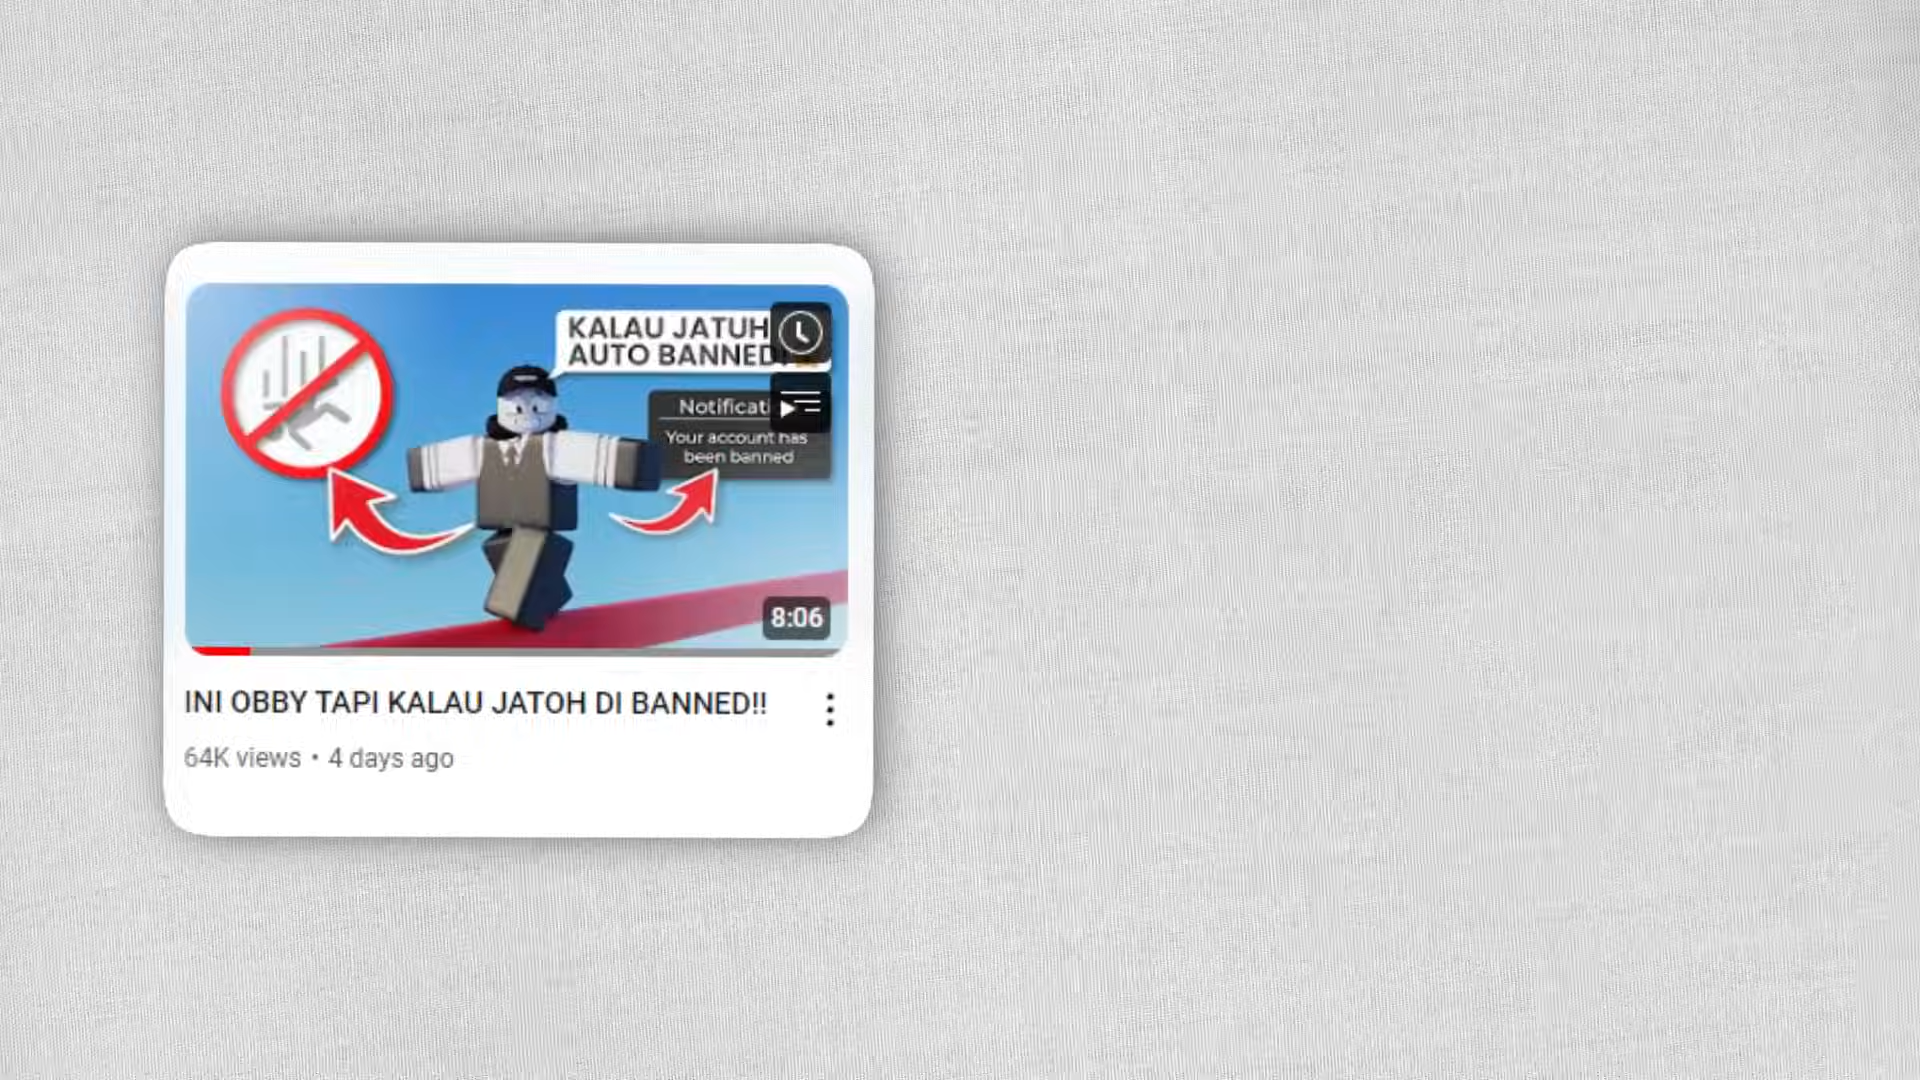 KALAU JATUH
AUTO BANNED!
Your account has
been banned
8:06
INI OBBY TAPI KALAU JATOH DI BANNED!!
64K views • 4 days ago